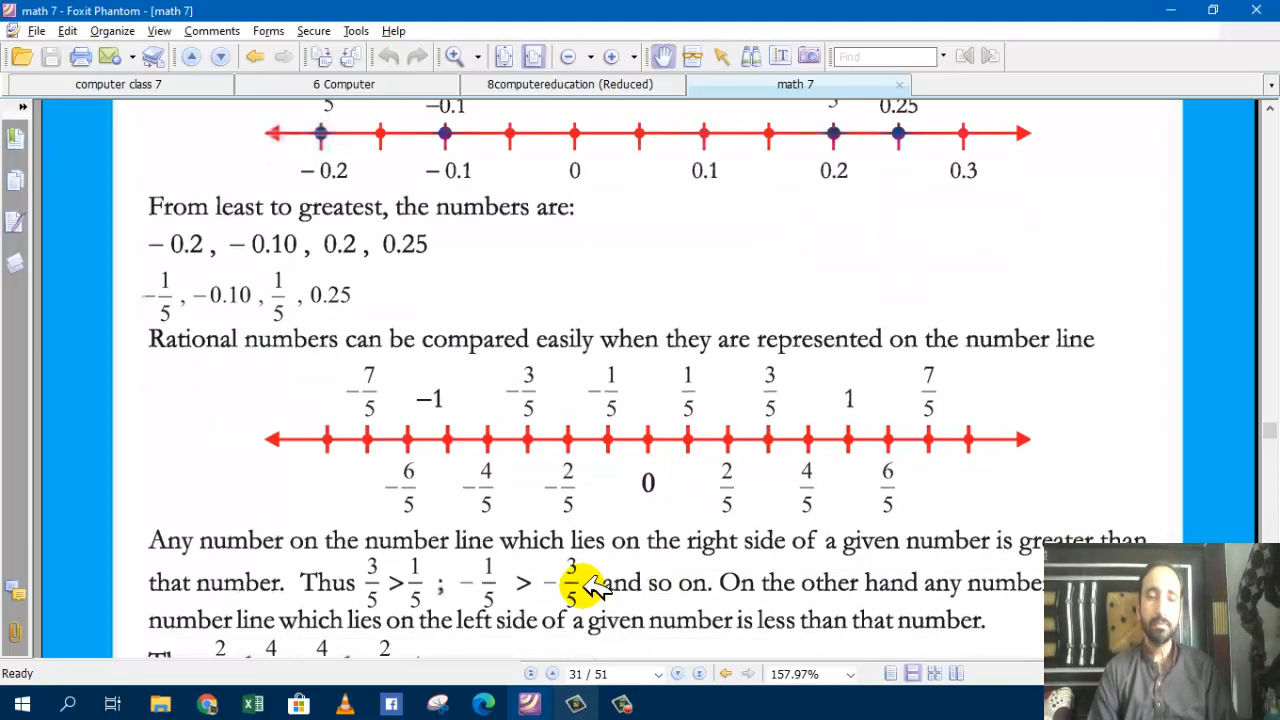 math 7 - Foxit Phantom - [math 7]
File Edit Organize View Comments Forms Secure Tools Help
Find
computer class 7 6 Computer 8computereducation (Reduced) math 7
5 −0.1 0.25
− 0.2 − 0.1 0 0.1 0.2 0.3
From least to greatest, the numbers are:
− 0.2 , − 0.10 , 0.2 , 0.25
−1/5 , −0.10 , 1/5 , 0.25
Rational numbers can be compared easily when they are represented on the number line
−7/5 −1 −3/5 −1/5 1/5 3/5 1 7/5
−6/5 −4/5 −2/5 0 2/5 4/5 6/5
Any number on the number line which lies on the right side of a given number is greater than
that number. Thus 3/5 > 1/5 ; −1/5 > −3/5 and so on. On the other hand any number
number line which lies on the left side of a given number is less than that number.
2 4 4 2
Ready 31 / 51 157.97%